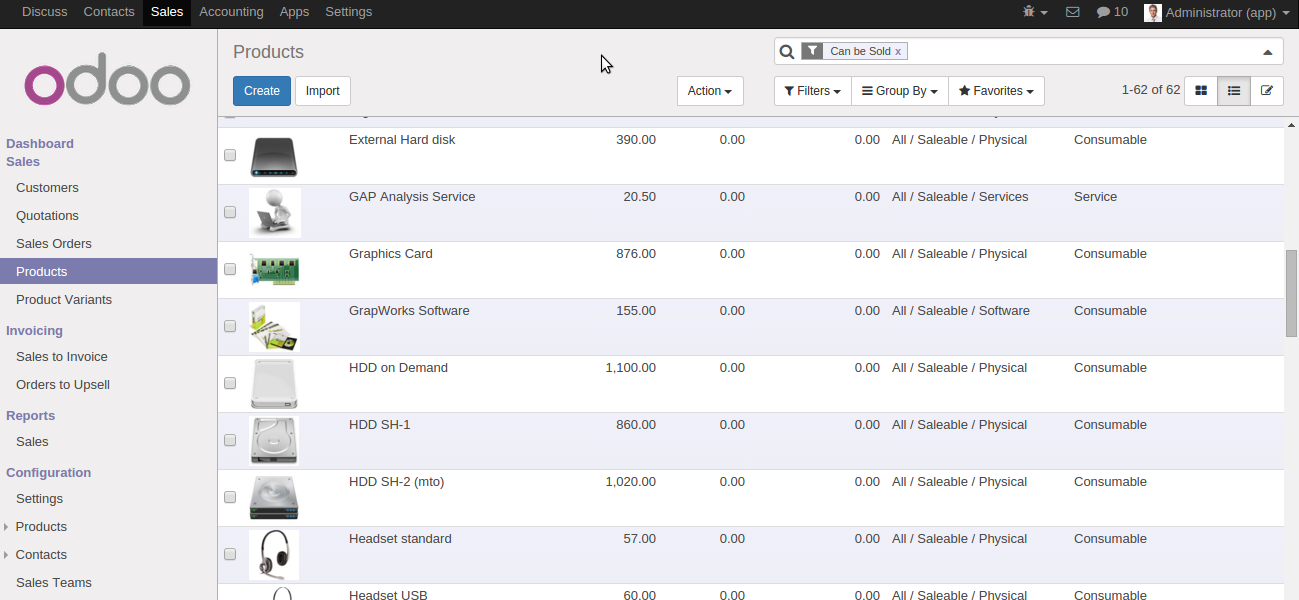 Discuss Contacts Sales Accounting Apps Settings 10 Administrator (app)
odoo
Products
Can be Sold x
Create Import Action Filters Group By Favorites 1-62 of 62
Dashboard
Sales
Customers
Quotations
Sales Orders
Products
Product Variants
Invoicing
Sales to Invoice
Orders to Upsell
Reports
Sales
Configuration
Settings
Products
Contacts
Sales Teams
External Hard disk 390.00 0.00 0.00 All / Saleable / Physical Consumable
GAP Analysis Service 20.50 0.00 0.00 All / Saleable / Services Service
Graphics Card 876.00 0.00 0.00 All / Saleable / Physical Consumable
GrapWorks Software 155.00 0.00 0.00 All / Saleable / Software Consumable
HDD on Demand 1,100.00 0.00 0.00 All / Saleable / Physical Consumable
HDD SH-1 860.00 0.00 0.00 All / Saleable / Physical Consumable
HDD SH-2 (mto) 1,020.00 0.00 0.00 All / Saleable / Physical Consumable
Headset standard 57.00 0.00 0.00 All / Saleable / Physical Consumable
Headset USB 60.00 0.00 0.00 All / Saleable / Physical Consumable